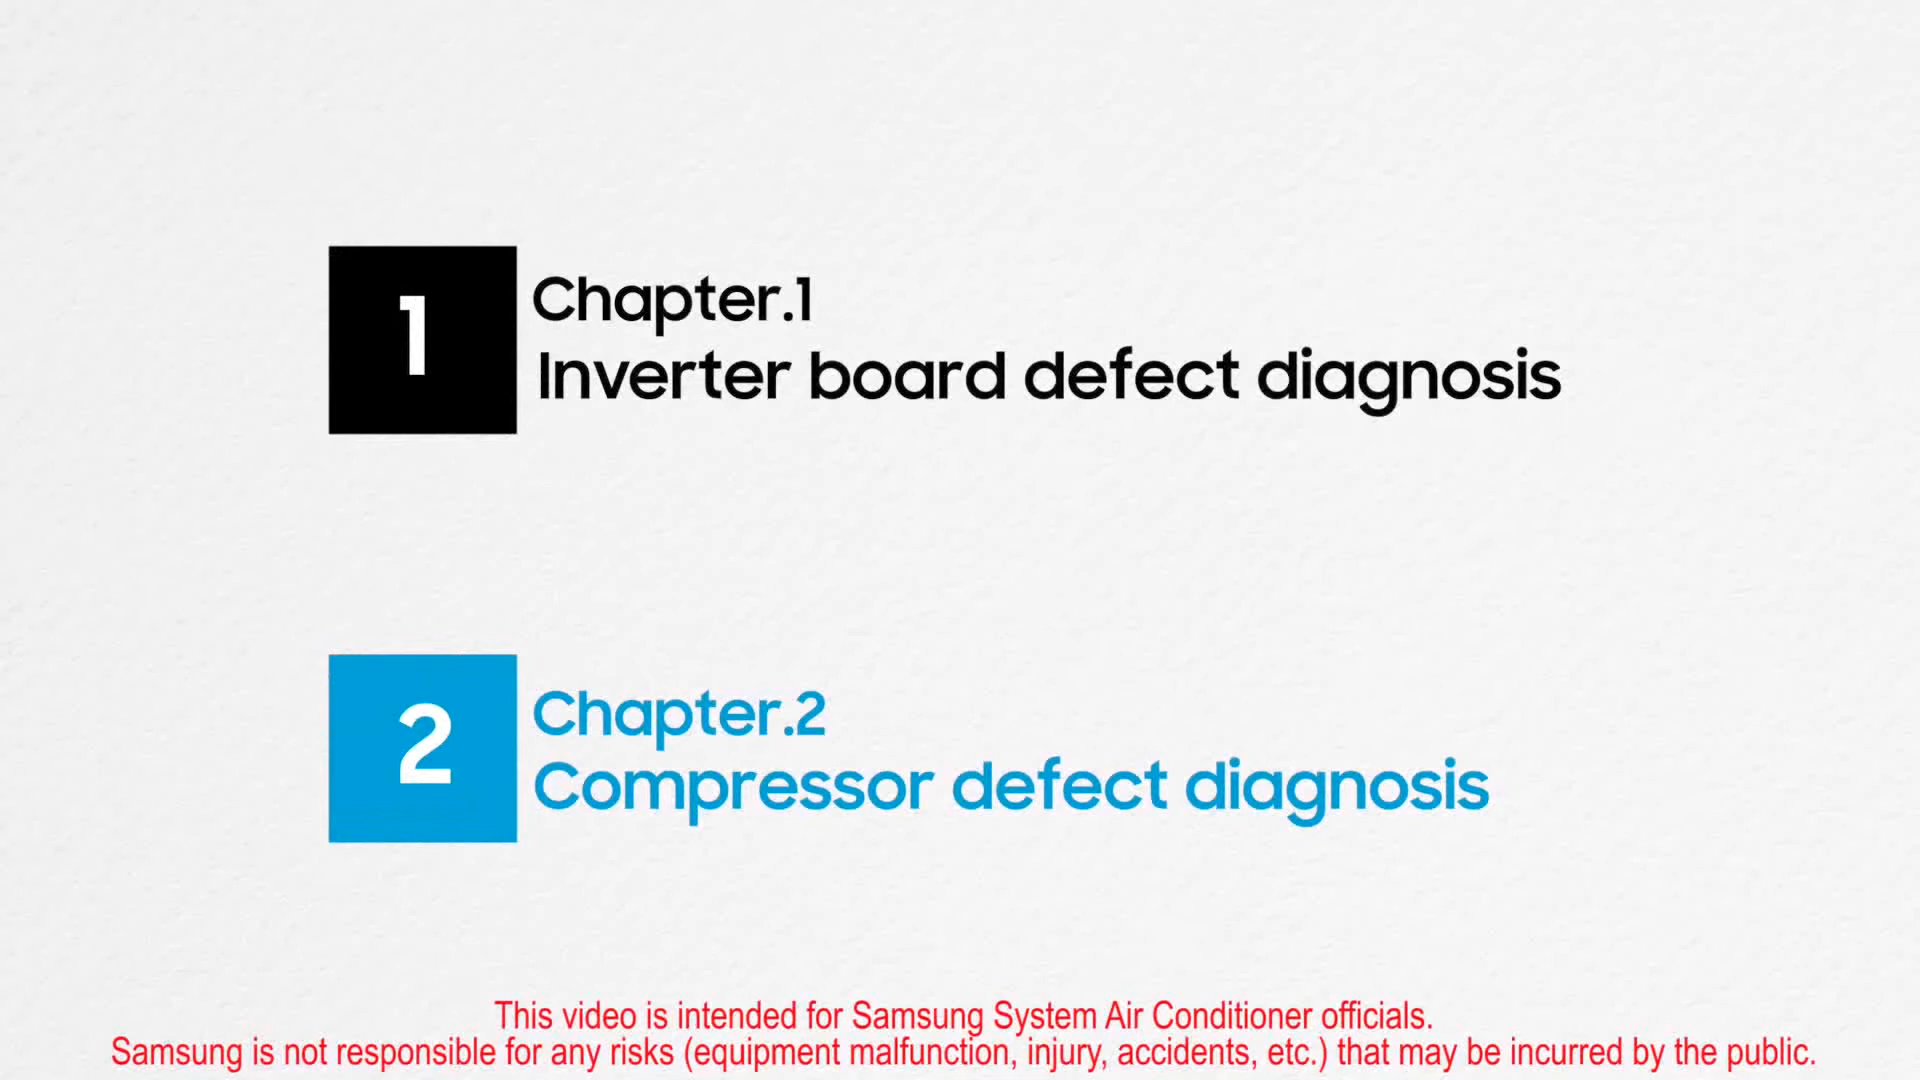 1
Chapter.1
Inverter board defect diagnosis
2
Chapter.2
Compressor defect diagnosis
This video is intended for Samsung System Air Conditioner officials.
Samsung is not responsible for any risks (equipment malfunction, injury, accidents, etc.) that may be incurred by the public.